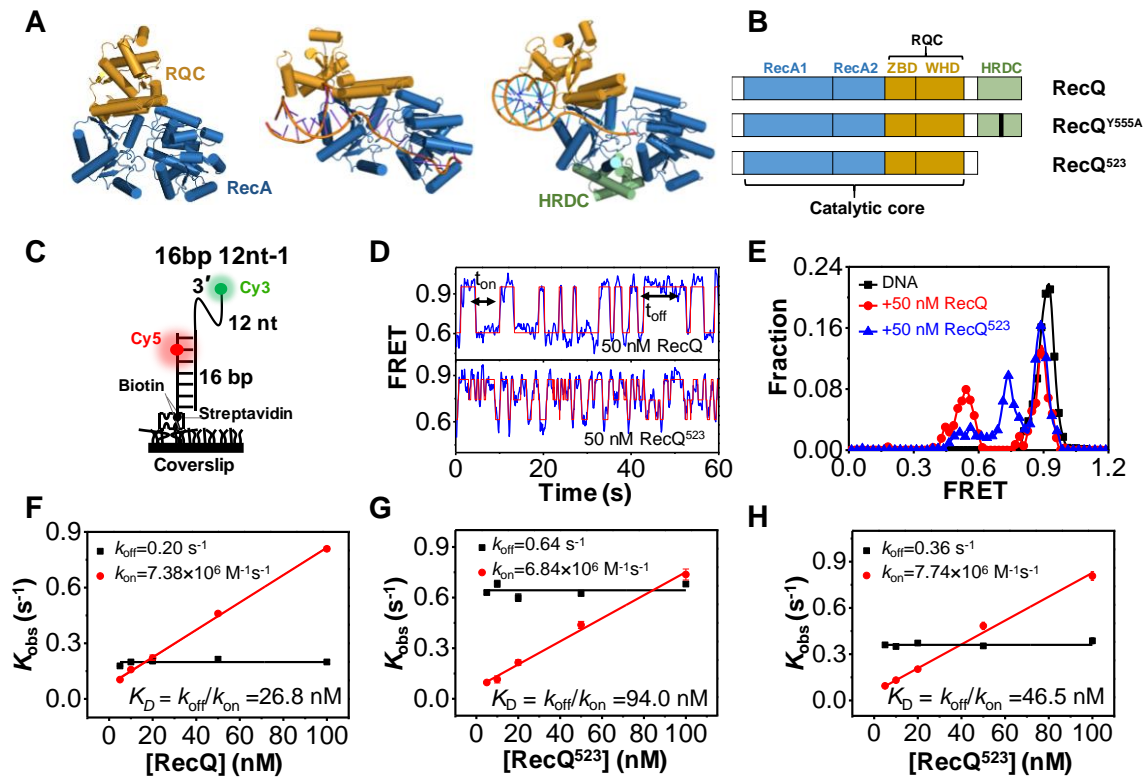 A
RQC
RecA
HRDC
B
RQC
RecA1 RecA2 ZBD WHD HRDC
RecQ
RecQY555A
RecQ523
Catalytic core
C
16bp 12nt-1
3′
Cy3
12 nt
Cy5
16 bp
Biotin
Streptavidin
Coverslip
D
FRET
0.9
0.6
ton
toff
50 nM RecQ
0.9
0.6
50 nM RecQ523
0 20 40 60
Time (s)
E
Fraction
0.24
0.16
0.08
0.00
DNA
+50 nM RecQ
+50 nM RecQ523
0.0 0.3 0.6 0.9 1.2
FRET
F
Kobs (s-1)
0.9
0.6
0.3
0.0
koff=0.20 s-1
kon=7.38×106 M-1s-1
KD = koff/kon =26.8 nM
0 20 40 60 80 100
[RecQ] (nM)
G
Kobs (s-1)
0.9
0.6
0.3
0.0
koff=0.64 s-1
kon=6.84×106 M-1s-1
KD = koff/kon =94.0 nM
0 20 40 60 80 100
[RecQ523] (nM)
H
Kobs (s-1)
0.9
0.6
0.3
0.0
koff=0.36 s-1
kon=7.74×106 M-1s-1
KD = koff/kon =46.5 nM
0 20 40 60 80 100
[RecQ523] (nM)